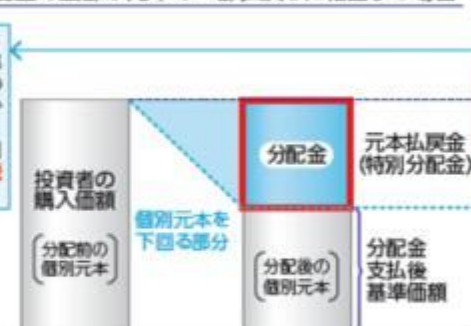 分配金
元本払戻金
(特別分配金)
投資者の
購入価額
(分配前の
個別元本)
個別元本を
下回る部分
(分配後の
個別元本)
分配金
支払後
基準価額